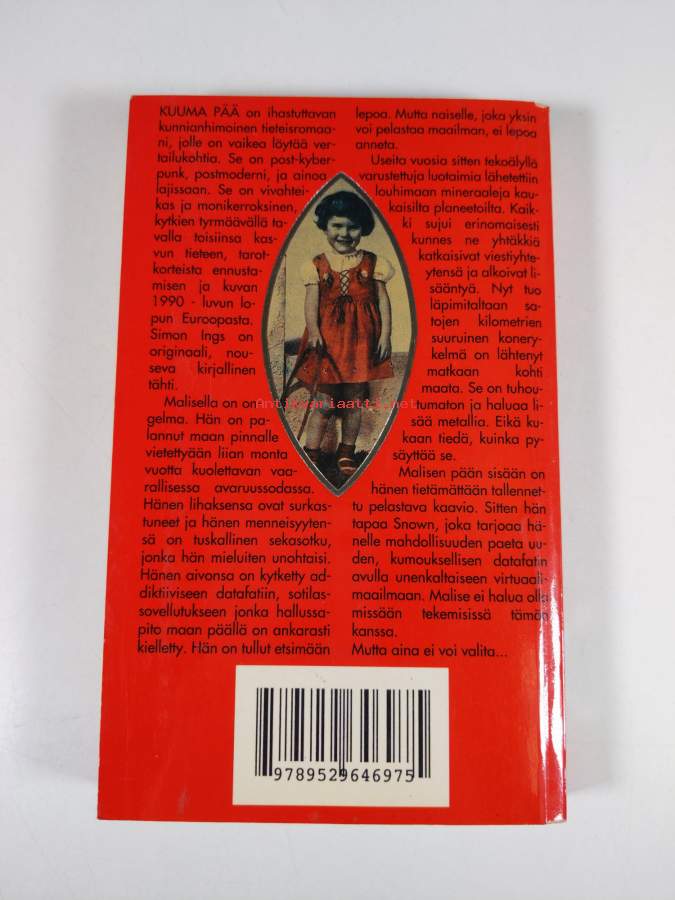 KUUMA PÄÄ on ihastuttavan
kunnianhimoinen tieteisromaa-
ni, jolle on vaikea löytää ver-
tailukohtia. Se on post-kyber-
punk, postmoderni, ja ainoa
lajissaan. Se on vivahtei-
kas ja monikerroksinen,
kytkien tyrmäävällä ta-
valla toisiinsa kas-
vun tieteen, tarot-
korteista ennusta-
misen ja kuvan
1990 - luvun lo-
pun Euroopasta.
Simon Ings on
originaali, nou-
seva kirjallinen
tähti.
Malisella on on-
gelma. Hän on pa-
lannut maan pinnalle
vietettyään liian monta
vuotta kuolettavan vaa-
rallisessa avaruussodassa.
Hänen lihaksensa ovat surkas-
tuneet ja hänen menneisyyten-
sä on tuskallinen sekasotku,
jonka hän mieluiten unohtaisi.
Hänen aivonsa on kytketty ad-
diktiiviseen datafatiin, sotilas-
sovellutukseen jonka hallussa-
pito maan päällä on ankarasti
kielletty. Hän on tullut etsimään
lepoa. Mutta naiselle, joka yksin
voi pelastaa maailman, ei lepoa
anneta.
Useita vuosia sitten tekoälyllä
varustettuja luotaimia lähetettiin
louhimaan mineraaleja kau-
kaisilta planeetoilta. Kaik-
ki sujui erinomaisesti
kunnes ne yhtäkkiä
katkaisivat viestiyhte-
ytensä ja alkoivat li-
sääntyä. Nyt tuo
läpimitaltaan sa-
tojen kilometrien
suuruinen konery-
kelmä on lähtenyt
matkaan kohti
maata. Se on tuhou-
tumaton ja haluaa li-
sää metallia. Eikä ku-
kaan tiedä, kuinka py-
säyttää se.
Malisen pään sisään on
hänen tietämättään tallennet-
tu pelastava kaavio. Sitten hän
tapaa Snown, joka tarjoaa hä-
nelle mahdollisuuden paeta uu-
den, kumouksellisen datafatin
avulla unenkaltaiseen virtuaali-
maailmaan. Malise ei halua olla
missään tekemisissä tämän
kanssa.
Mutta aina ei voi valita...
Antikvariaatti.net
9789529646975